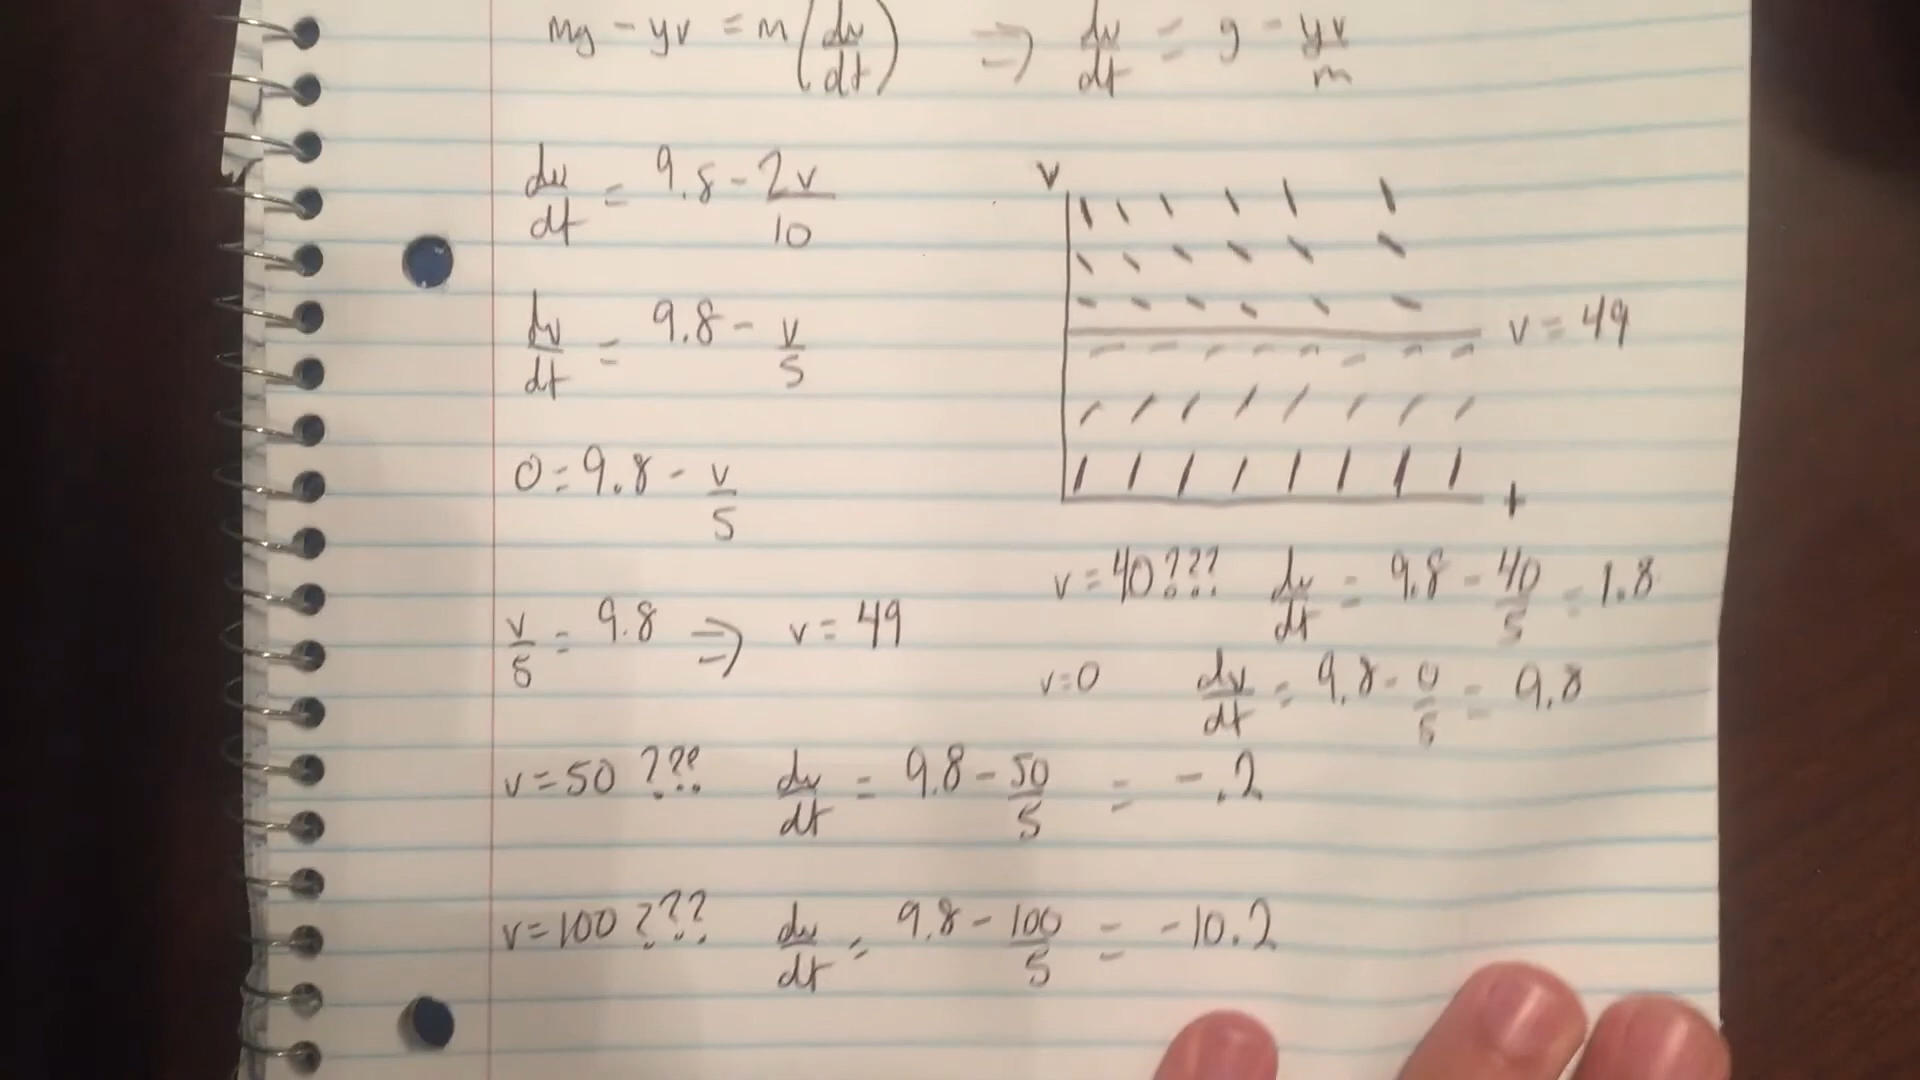 mg - yv = m(dv/dt) ⇒ dv/dt = g - yv/m
dv/dt = 9.8 - 2v/10
dv/dt = 9.8 - v/5
0 = 9.8 - v/5
v/5 = 9.8 ⇒ v = 49
v
v = 49
t
v = 40??? dv/dt = 9.8 - 40/5 = 1.8
v=0 dv/dt = 9.8 - 0/5 = 9.8
v = 50 ??? dv/dt = 9.8 - 50/5 = -.2
v = 100 ??? dv/dt = 9.8 - 100/5 = -10.2